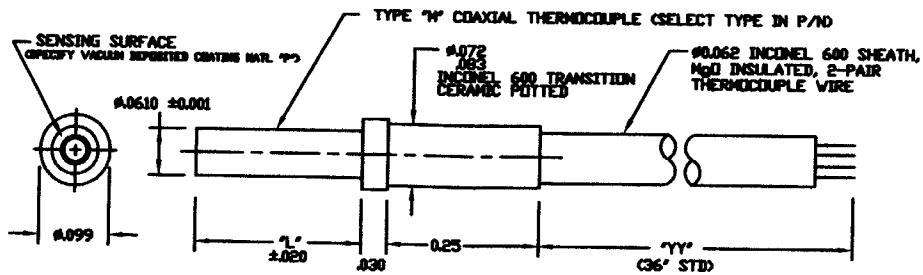 TYPE "M" COAXIAL THERMOCOUPLE (SELECT TYPE IN P/N)
SENSING SURFACE
(SPECIFY VACUUM DEPOSITED COATING MATL "P")
Ø.072
.083
INCONEL 600 TRANSITION
CERAMIC POTTED
Ø0.062 INCONEL 600 SHEATH,
MgO INSULATED, 2-PAIR
THERMOCOUPLE WIRE
Ø.0610 ±0.001
Ø.099
"L"
±.020
.030
0.25
"YY"
(36" STD)